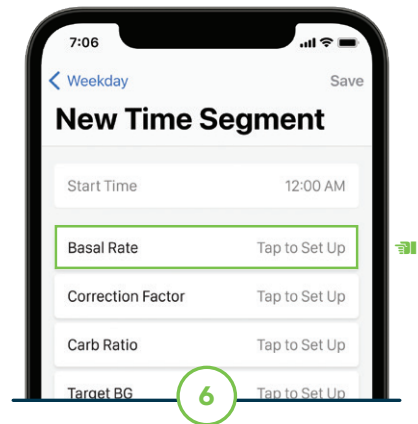 7:06
Weekday Save
New Time Segment
Start Time 12:00 AM
Basal Rate Tap to Set Up
Correction Factor Tap to Set Up
Carb Ratio Tap to Set Up
Target BG Tap to Set Up
6